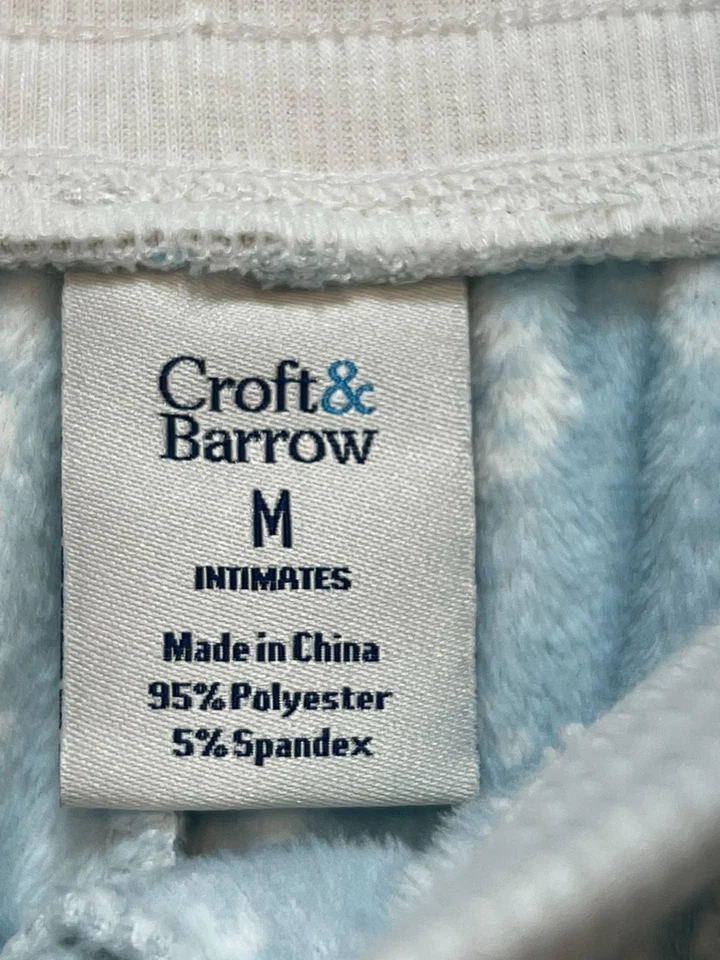 Croft&
Barrow
M
INTIMATES
Made in China
95% Polyester
5% Spandex